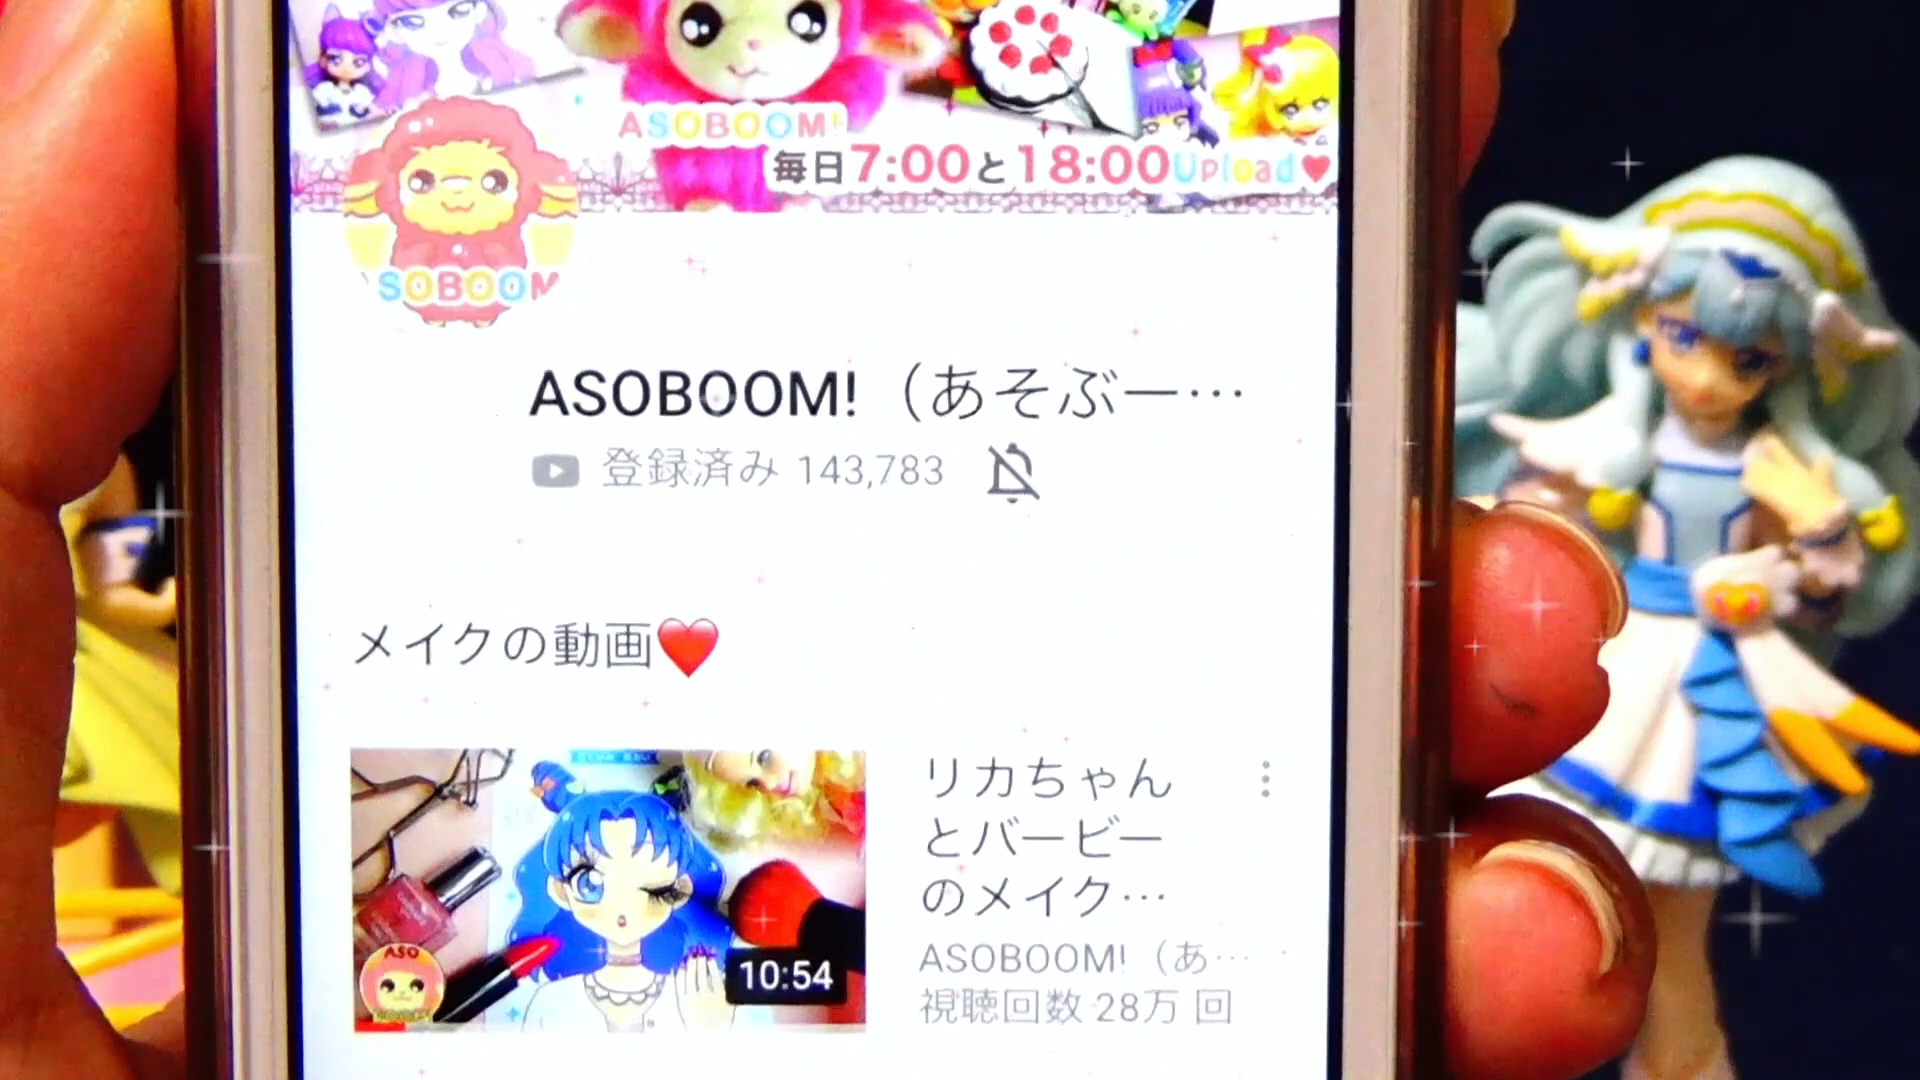 ASOBOOM!
毎日7:00と18:00Upload♥
SOBOOM
ASOBOOM!（あそぶー…
登録済み 143,783
メイクの動画❤
リカちゃん
とバービー
のメイク…
ASOBOOM!（あ…
視聴回数 28万 回
ASO
10:54